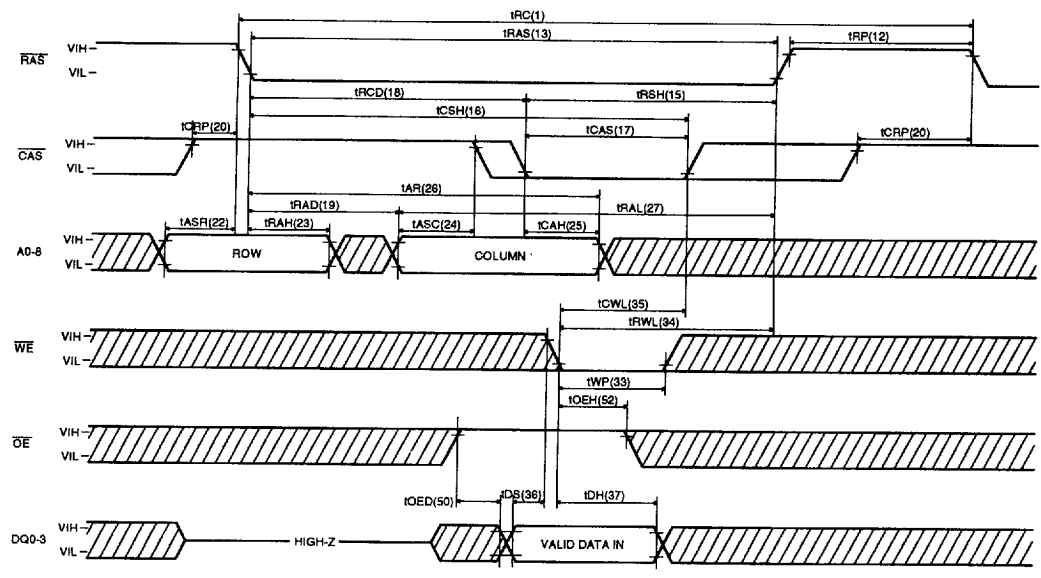 tRC(1)
tRAS(13)
tRP(12)
RAS
VIH
VIL
tRCD(18)
tRSH(15)
tCSH(16)
tCRP(20)
tCAS(17)
tCRP(20)
CAS
VIH
VIL
tAR(26)
tRAD(19)
tRAL(27)
tASR(22)
tRAH(23)
tASC(24)
tCAH(25)
A0-8
VIH
VIL
ROW
COLUMN
tCWL(35)
tRWL(34)
WE
VIH
VIL
tWP(33)
tOEH(52)
OE
VIH
VIL
tOED(50)
tDS(36)
tDH(37)
DQ0-3
VIH
VIL
HIGH-Z
VALID DATA IN